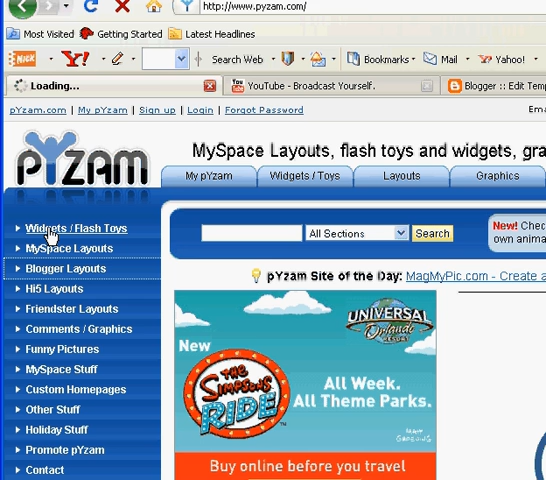 http://www.pyzam.com/
Most Visited Getting Started Latest Headlines
NICK Y! Search Web Bookmarks Mail Yahoo!
Loading... YouTube - Broadcast Yourself. Blogger :: Edit Tem
pYzam.com | My pYzam | Sign up | Login | Forgot Password Ema
pYzam MySpace Layouts, flash toys and widgets, gra
My pYzam Widgets / Toys Layouts Graphics
Widgets / Flash Toys
MySpace Layouts
Blogger Layouts
Hi5 Layouts
Friendster Layouts
Comments / Graphics
Funny Pictures
MySpace Stuff
Custom Homepages
Other Stuff
Holiday Stuff
Promote pYzam
Contact
All Sections Search
New! Chec
own anima
pYzam Site of the Day: MagMyPic.com - Create a
UNIVERSAL
Orlando
RESORT
New
THE
SIMPSONS
RIDE
All Week.
All Theme Parks.
MATT
GROENING
Buy online before you travel